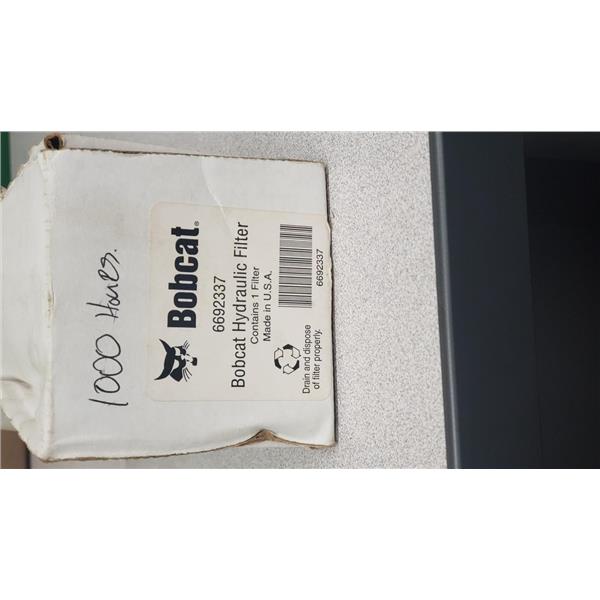 1000 Hours.
Bobcat®
6692337
Bobcat Hydraulic Filter
Contains 1 Filter
Made in U.S.A.
Drain and dispose
of filter properly.
6692337